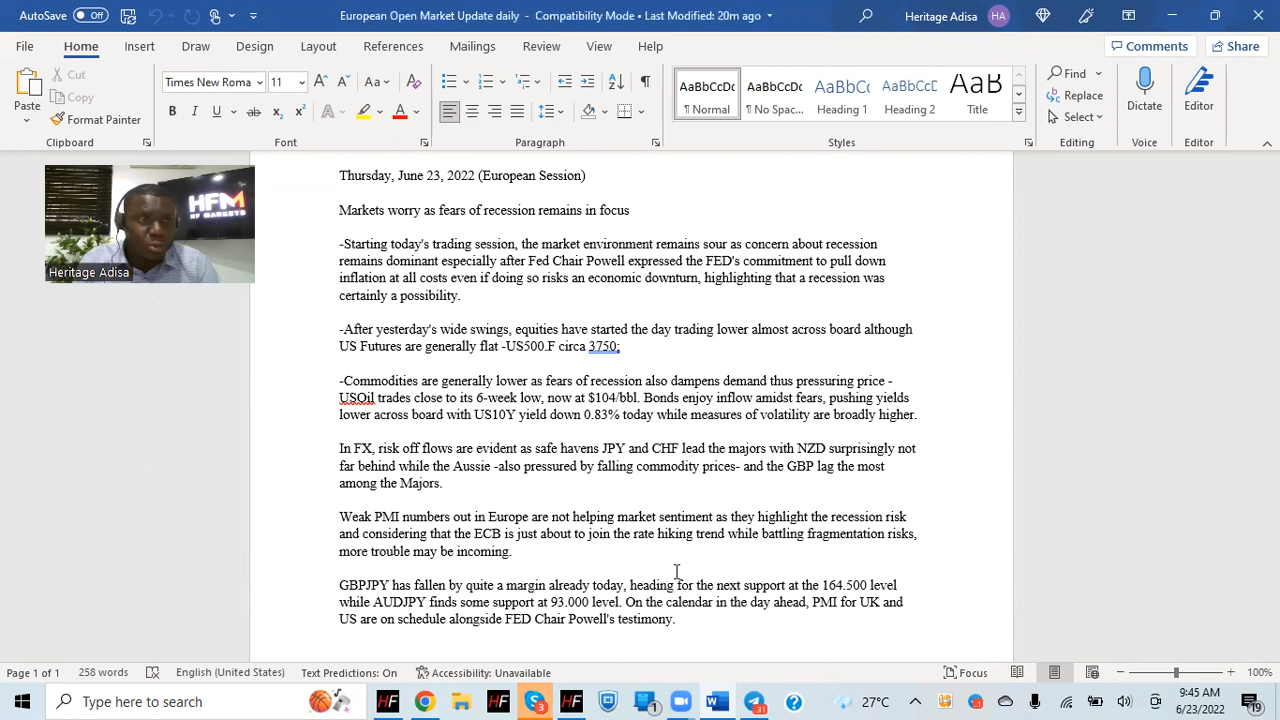 AutoSave Off European Open Market Update daily - Compatibility Mode • Saved 20m ago Heritage Adisa HA
File Home Insert Draw Design Layout References Mailings Review View Help Comments Share
Paste Cut Copy Format Painter
Times New Roma 11 Aa
B I U ab x₂ x² A A
AaBbCcDc ¶ Normal
AaBbCcDc ¶ No Spac...
AaBbCc Heading 1
AaBbCcD Heading 2
AaB Title
Find Replace Select
Dictate
Editor
Clipboard Font Paragraph Styles Editing Voice Editor
HFM
HF MARKETS
Heritage Adisa
Thursday, June 23, 2022 (European Session)
Markets worry as fears of recession remains in focus
-Starting today's trading session, the market environment remains sour as concern about recession
remains dominant especially after Fed Chair Powell expressed the FED's commitment to pull down
inflation at all costs even if doing so risks an economic downturn, highlighting that a recession was
certainly a possibility.
-After yesterday's wide swings, equities have started the day trading lower almost across board although
US Futures are generally flat -US500.F circa 3750;
-Commodities are generally lower as fears of recession also dampens demand thus pressuring price -
USOil trades close to its 6-week low, now at $104/bbl. Bonds enjoy inflow amidst fears, pushing yields
lower across board with US10Y yield down 0.83% today while measures of volatility are broadly higher.
In FX, risk off flows are evident as safe havens JPY and CHF lead the majors with NZD surprisingly not
far behind while the Aussie -also pressured by falling commodity prices- and the GBP lag the most
among the Majors.
Weak PMI numbers out in Europe are not helping market sentiment as they highlight the recession risk
and considering that the ECB is just about to join the rate hiking trend while battling fragmentation risks,
more trouble may be incoming.
GBPJPY has fallen by quite a margin already today, heading for the next support at the 164.500 level
while AUDJPY finds some support at 93.000 level. On the calendar in the day ahead, PMI for UK and
US are on schedule alongside FED Chair Powell's testimony.
Page 1 of 1 258 words English (United States) Text Predictions: On Accessibility: Unavailable Focus 100%
Type here to search HF HF 3 1 31 27°C 9:45 AM
6/23/2022 19